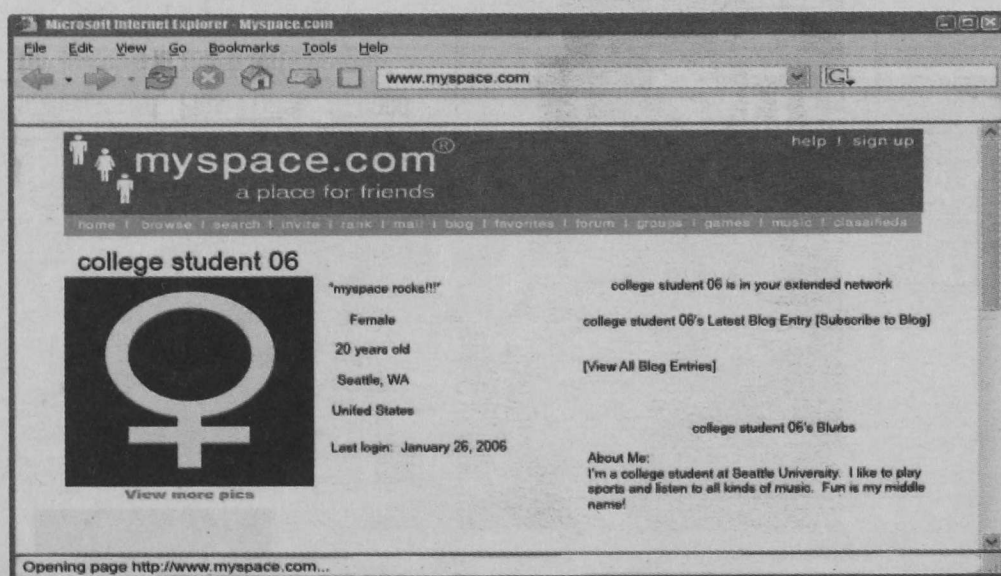 Microsoft Internet Explorer - Myspace.com
File Edit View Go Bookmarks Tools Help
www.myspace.com G
myspace.com®
a place for friends
help | sign up
home | browse | search | invite | rank | mail | blog | favorites | forum | groups | games | music | classifieds
college student 06
View more pics
"myspace rocks!!!"
Female
20 years old
Seattle, WA
United States
Last login: January 26, 2006
college student 06 is in your extended network
college student 06's Latest Blog Entry [Subscribe to Blog]
[View All Blog Entries]
college student 06's Blurbs
About Me:
I'm a college student at Seattle University. I like to play
sports and listen to all kinds of music. Fun is my middle
name!
Opening page http://www.myspace.com...